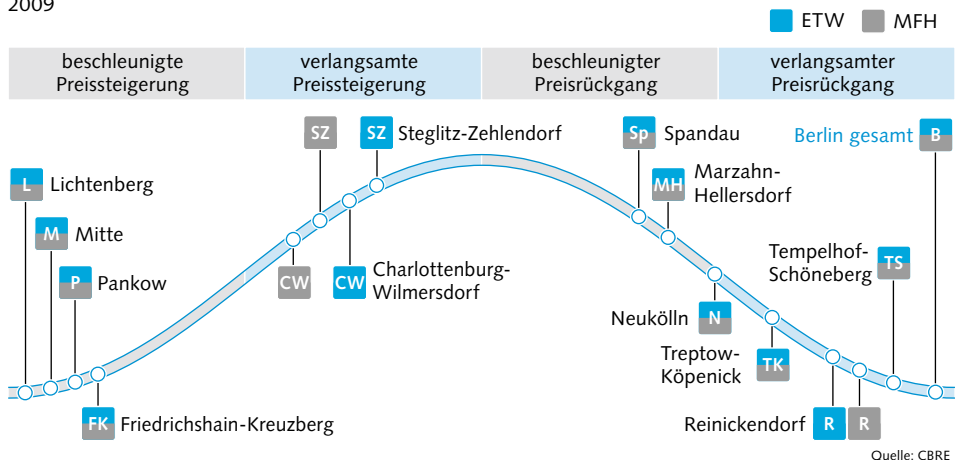 2009
ETW MFH
beschleunigte
Preissteigerung
verlangsamte
Preissteigerung
beschleunigter
Preisrückgang
verlangsamter
Preisrückgang
SZ
SZ Steglitz-Zehlendorf
Sp Spandau
Berlin gesamt B
L Lichtenberg
MH Marzahn-
Hellersdorf
M Mitte
Tempelhof-
Schöneberg TS
P Pankow
CW
CW Charlottenburg-
Wilmersdorf
Neukölln N
Treptow-
Köpenick TK
FK Friedrichshain-Kreuzberg
Reinickendorf R R
Quelle: CBRE